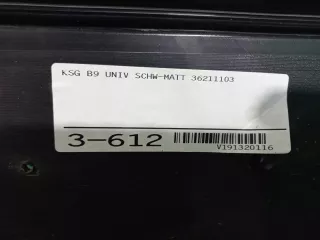 KSG B9 UNIV SCHW-MATT 36211103
3-612
V191320116